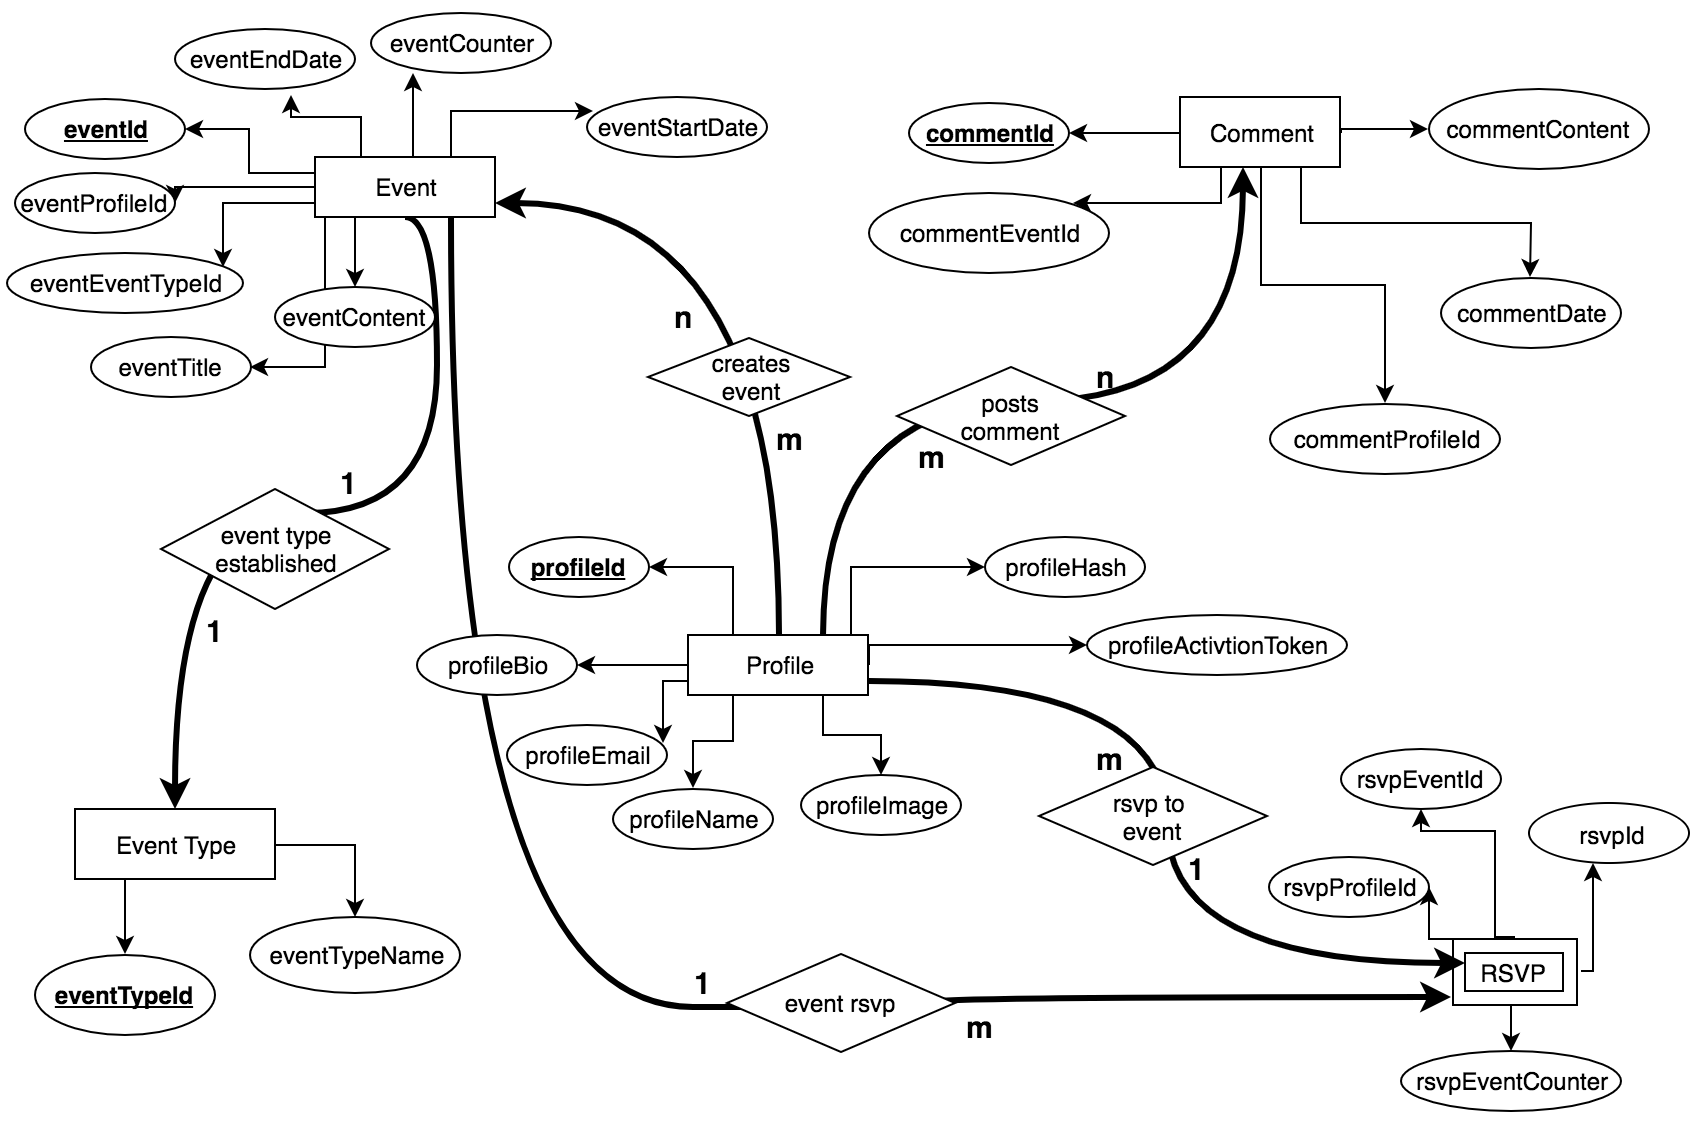 eventCounter
eventEndDate
eventId
eventStartDate
commentId
Comment
commentContent
Event
eventProfileId
commentEventId
eventEventTypeId
eventContent
n
commentDate
eventTitle
creates
event
n
posts
comment
m
m
commentProfileId
1
event type
established
profileId
profileHash
1
profileBio
Profile
profileActivtionToken
profileEmail
m
profileName
profileImage
rsvp to
event
rsvpEventId
rsvpId
Event Type
1
rsvpProfileId
eventTypeName
RSVP
eventTypeId
1
event rsvp
m
rsvpEventCounter